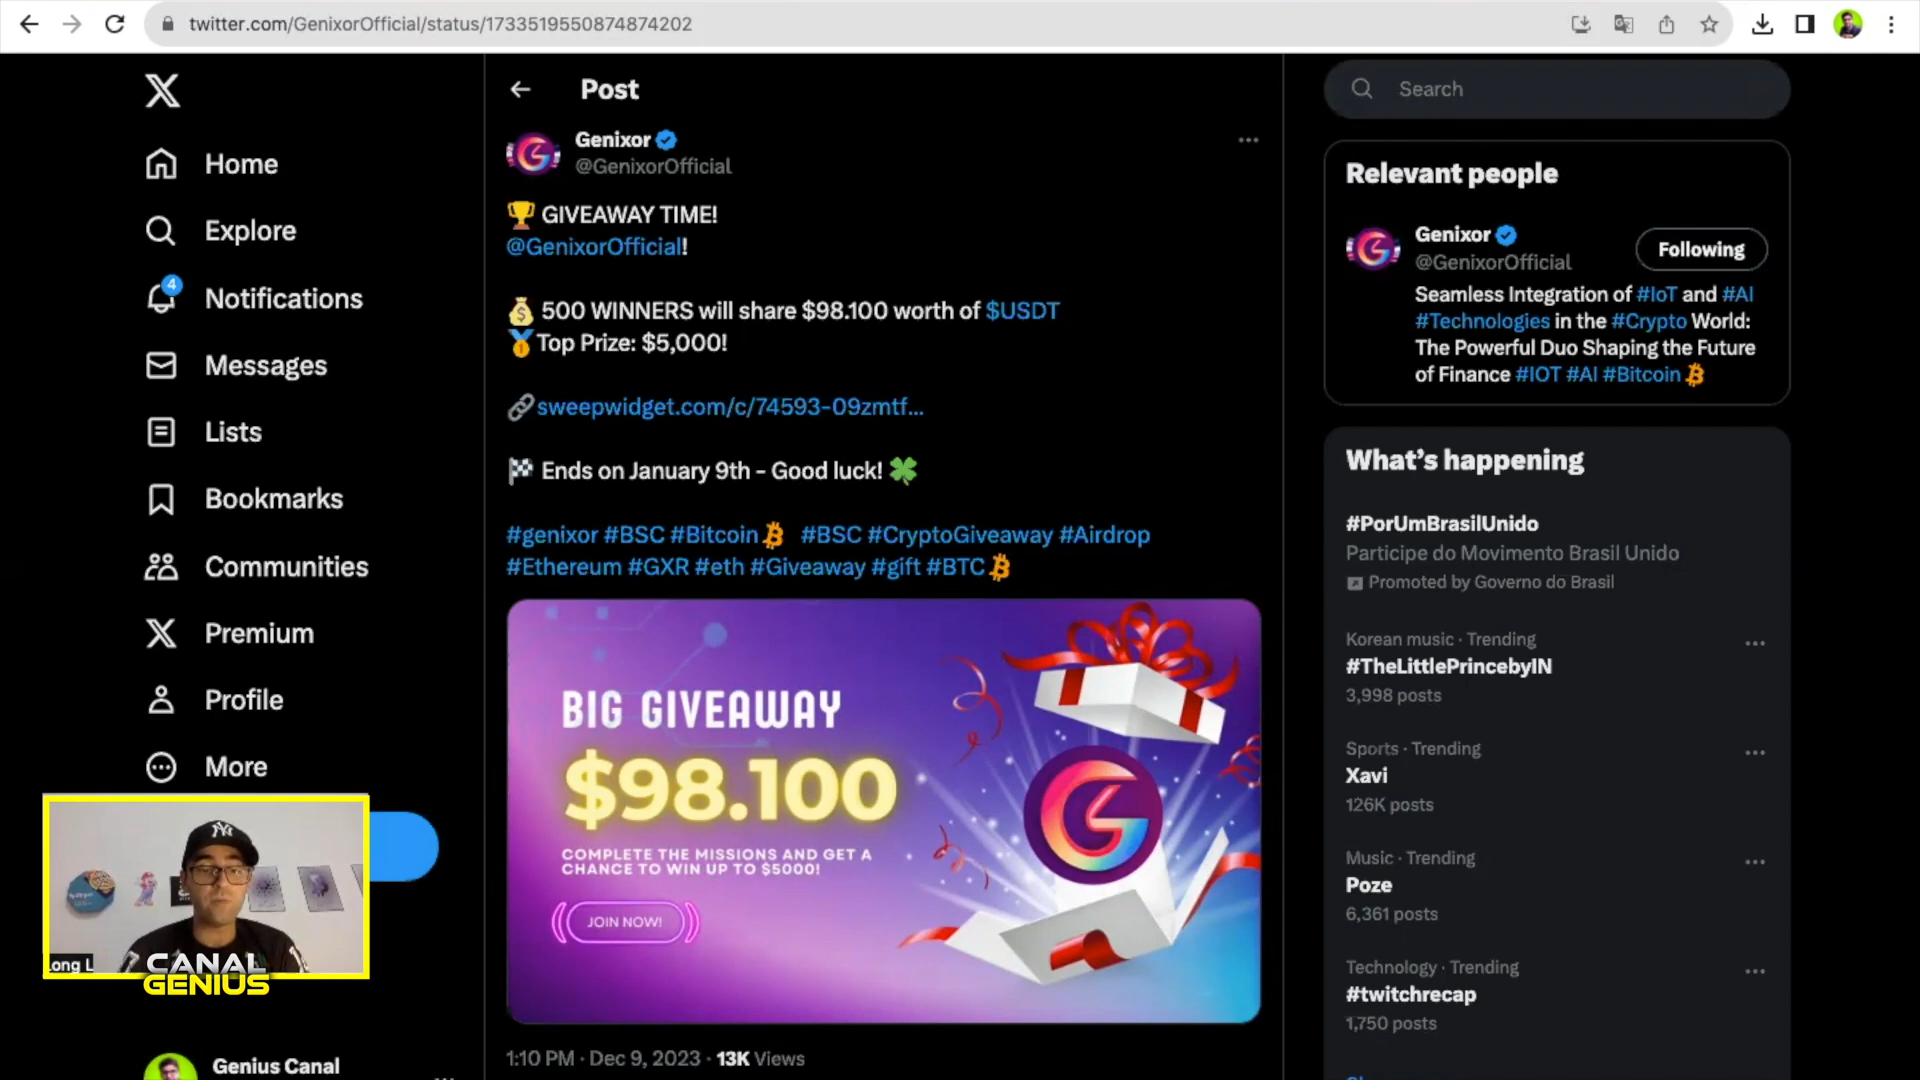 twitter.com/GenixorOfficial/status/1733519550874874202
Home
Explore
4
Notifications
Messages
Lists
Bookmarks
Communities
Premium
Profile
More
ong L
CANAL
GENIUS
Genius Canal
Post
Genixor
@GenixorOfficial
GIVEAWAY TIME!
@GenixorOfficial!
500 WINNERS will share $98.100 worth of $USDT
Top Prize: $5,000!
sweepwidget.com/c/74593-09zmtf...
Ends on January 9th - Good luck!
#genixor #BSC #Bitcoin #BSC #CryptoGiveaway #Airdrop
#Ethereum #GXR #eth #Giveaway #gift #BTC
BIG GIVEAWAY
$98.100
COMPLETE THE MISSIONS AND GET A
CHANCE TO WIN UP TO $5000!
JOIN NOW!
1:10 PM · Dec 9, 2023 · 13K Views
Search
Relevant people
Genixor
@GenixorOfficial
Following
Seamless Integration of #IoT and #AI
#Technologies in the #Crypto World:
The Powerful Duo Shaping the Future
of Finance #IOT #AI #Bitcoin
What's happening
#PorUmBrasilUnido
Participe do Movimento Brasil Unido
Promoted by Governo do Brasil
Korean music · Trending
#TheLittlePrincebyIN
3,998 posts
Sports · Trending
Xavi
126K posts
Music · Trending
Poze
6,361 posts
Technology · Trending
#twitchrecap
1,750 posts